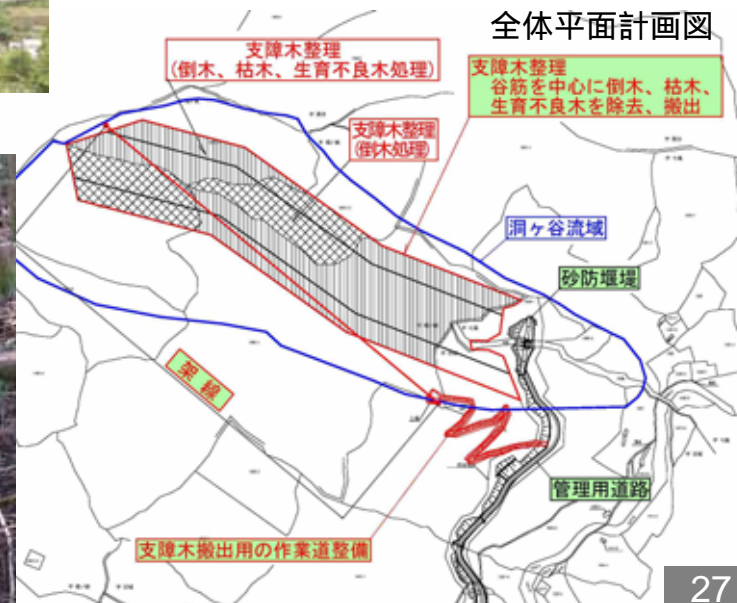 全体平面計画図
支障木整理
(倒木、枯木、生育不良木処理)
支障木整理
谷筋を中心に倒木、枯木、
生育不良木を除去、搬出
支障木整理
(倒木処理)
洞ヶ谷流域
砂防堰堤
架線
管理用道路
支障木搬出用の作業道整備
27